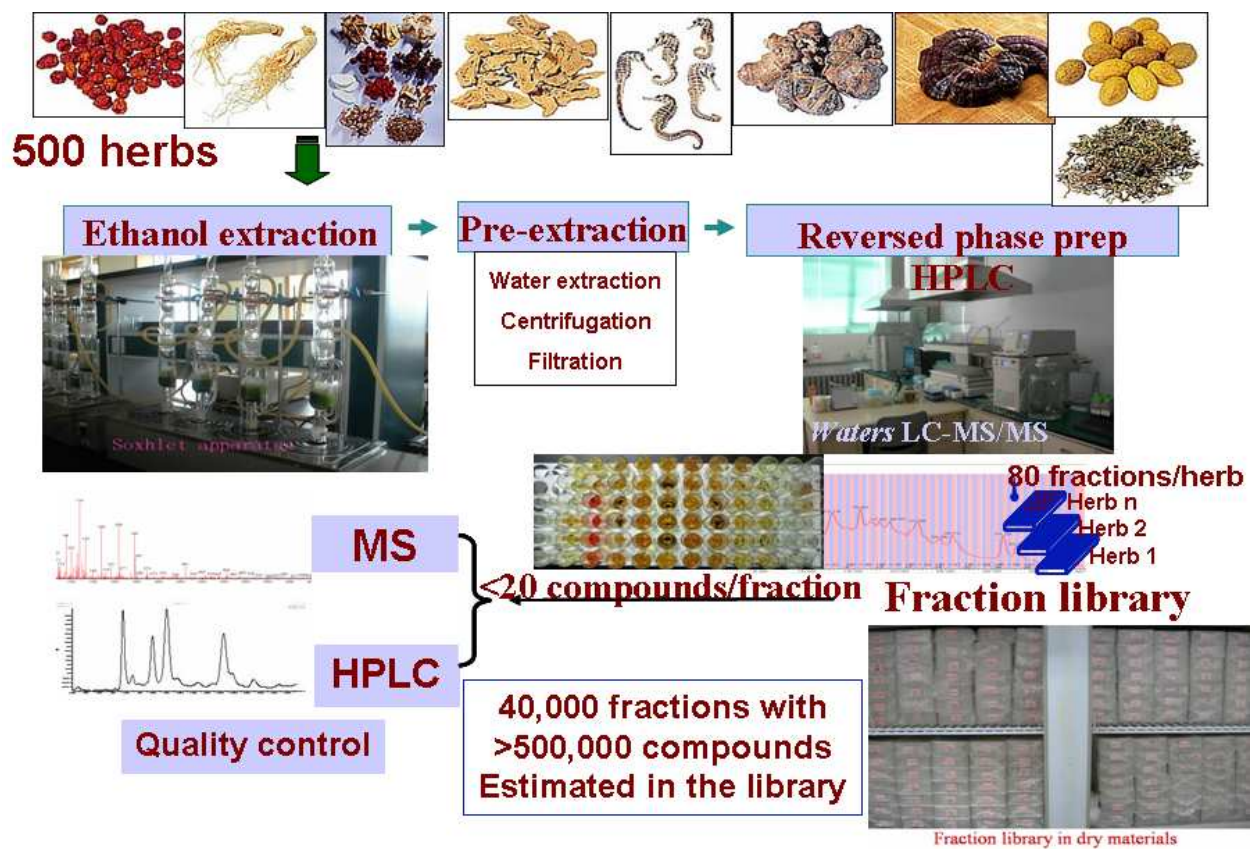 500 herbs
Ethanol extraction
Pre-extraction
Reversed phase prep
HPLC
Water extraction
Centrifugation
Filtration
Soxhlet apparatus
Waters LC-MS/MS
80 fractions/herb
Herb n
Herb 2
Herb 1
MS
<20 compounds/fraction
Fraction library
HPLC
Quality control
40,000 fractions with
>500,000 compounds
Estimated in the library
Fraction library in dry materials